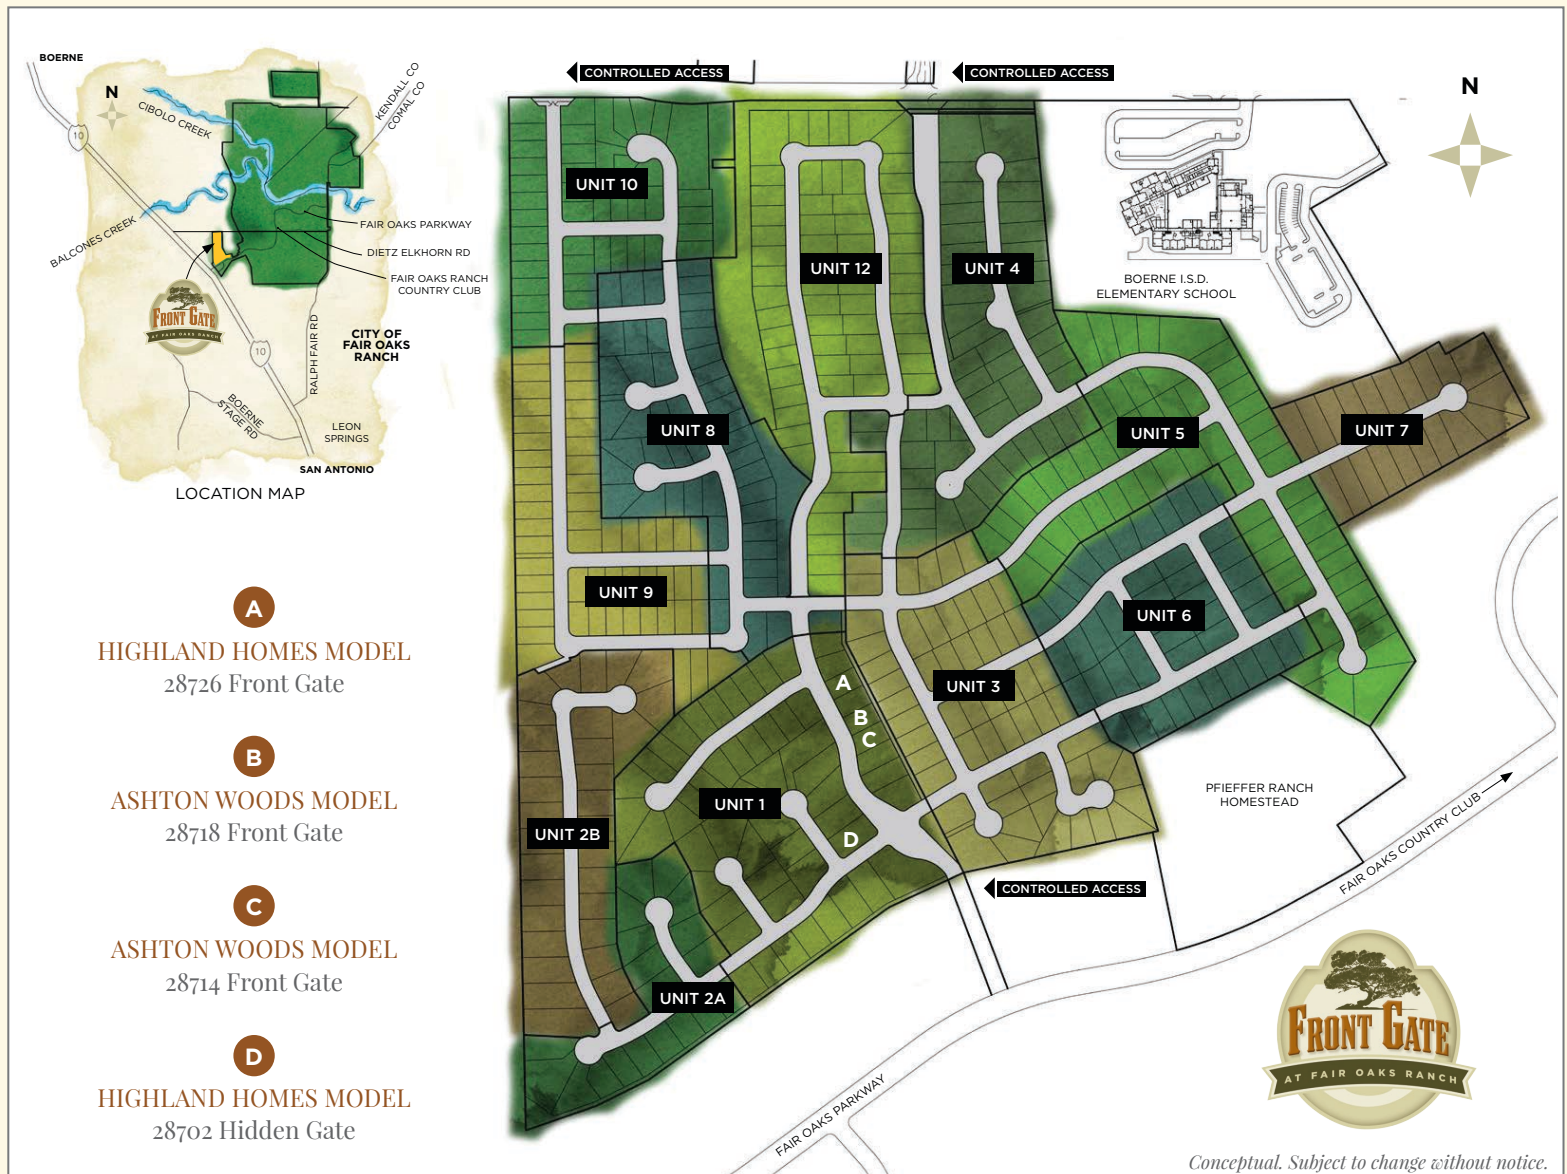 BOERNE
N
CIBOLO CREEK
KENDALL CO
COMAL CO
10
BALCONES CREEK
FAIR OAKS PARKWAY
DIETZ ELKHORN RD
FAIR OAKS RANCH
COUNTRY CLUB
FRONT GATE
AT FAIR OAKS RANCH
CITY OF
FAIR OAKS
RANCH
10
RALPH FAIR RD
BOERNE
STAGE RD
LEON
SPRINGS
SAN ANTONIO
LOCATION MAP
A
HIGHLAND HOMES MODEL
28726 Front Gate
B
ASHTON WOODS MODEL
28718 Front Gate
C
ASHTON WOODS MODEL
28714 Front Gate
D
HIGHLAND HOMES MODEL
28702 Hidden Gate
CONTROLLED ACCESS
CONTROLLED ACCESS
N
UNIT 10
UNIT 12
UNIT 4
BOERNE I.S.D.
ELEMENTARY SCHOOL
UNIT 8
UNIT 5
UNIT 7
UNIT 9
UNIT 6
A
UNIT 3
B
C
UNIT 1
PFIEFFER RANCH
HOMESTEAD
UNIT 2B
D
CONTROLLED ACCESS
FAIR OAKS COUNTRY CLUB
UNIT 2A
FAIR OAKS PARKWAY
FRONT GATE
AT FAIR OAKS RANCH
Conceptual. Subject to change without notice.